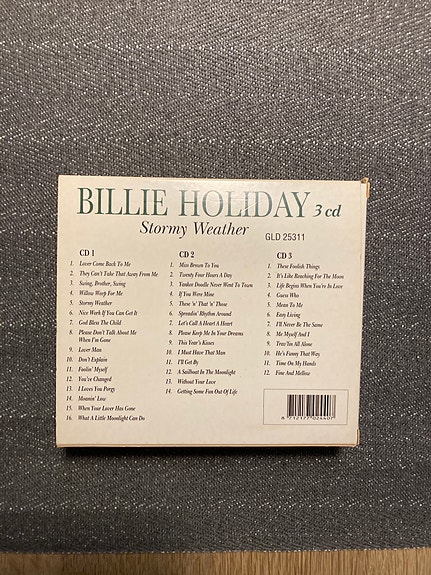 BILLIE HOLIDAY 3 cd
Stormy Weather
GLD 25311
CD 1
1. Lover Come Back To Me
2. They Can't Take That Away From Me
3. Swing, Brother, Swing
4. Willow Weep For Me
5. Stormy Weather
6. Nice Work If You Can Get It
7. God Bless The Child
8. Please Don't Talk About Me
When I'm Gone
9. Lover Man
10. Don't Explain
11. Foolin' Myself
12. You've Changed
13. I Loves You Porgy
14. Moanin' Low
15. When Your Lover Has Gone
16. What A Little Moonlight Can Do
CD 2
1. Miss Brown To You
2. Twenty Four Hours A Day
3. Yankee Doodle Never Went To Town
4. If You Were Mine
5. These 'n' That 'n' Those
6. Spreadin' Rhythm Around
7. Let's Call A Heart A Heart
8. Please Keep Me In Your Dreams
9. This Year's Kisses
10. I Must Have That Man
11. I'll Get By
12. A Sailboat In The Moonlight
13. Without Your Love
14. Getting Some Fun Out Of Life
CD 3
1. These Foolish Things
2. It's Like Reaching For The Moon
3. Life Begins When You're In Love
4. Guess Who
5. Mean To Me
6. Easy Living
7. I'll Never Be The Same
8. Me Myself And I
9. Trav'lin All Alone
10. He's Funny That Way
11. Time On My Hands
12. Fine And Mellow
8 712177 024407